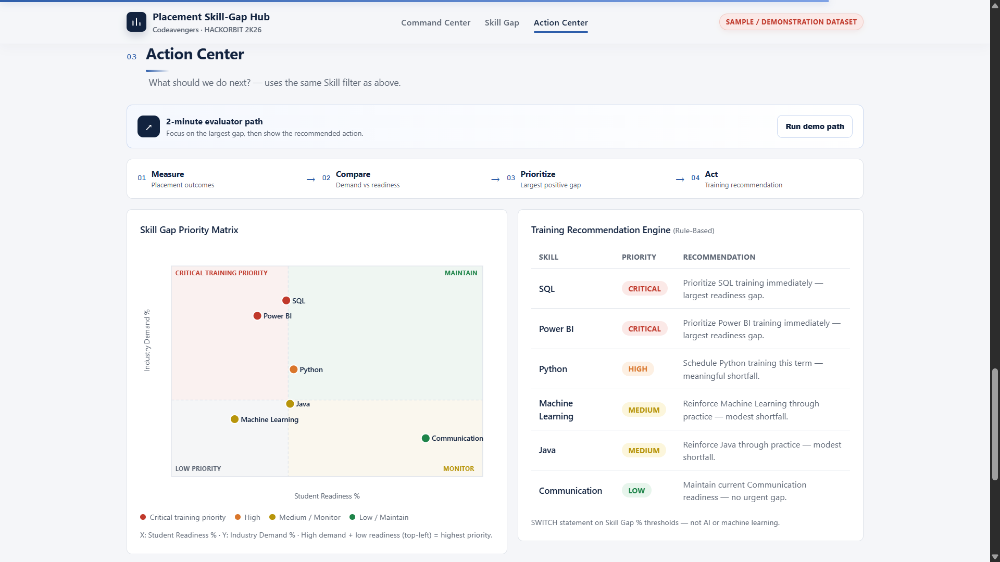 Placement Skill-Gap Hub
Codeavengers · HACKORBIT 2K26
Command Center
Skill Gap
Action Center
SAMPLE / DEMONSTRATION DATASET
03
Action Center
What should we do next? — uses the same Skill filter as above.
2-minute evaluator path
Focus on the largest gap, then show the recommended action.
Run demo path
01
Measure
Placement outcomes
→
02
Compare
Demand vs readiness
→
03
Prioritize
Largest positive gap
→
04
Act
Training recommendation
Skill Gap Priority Matrix
CRITICAL TRAINING PRIORITY
MAINTAIN
SQL
Power BI
Industry Demand %
Python
Java
Machine Learning
Communication
LOW PRIORITY
MONITOR
Student Readiness %
Critical training priority
High
Medium / Monitor
Low / Maintain
X: Student Readiness % · Y: Industry Demand % · High demand + low readiness (top-left) = highest priority.
Training Recommendation Engine (Rule-Based)
SKILL
PRIORITY
RECOMMENDATION
SQL
CRITICAL
Prioritize SQL training immediately —
largest readiness gap.
Power BI
CRITICAL
Prioritize Power BI training immediately —
largest readiness gap.
Python
HIGH
Schedule Python training this term —
meaningful shortfall.
Machine
Learning
MEDIUM
Reinforce Machine Learning through
practice — modest shortfall.
Java
MEDIUM
Reinforce Java through practice — modest
shortfall.
Communication
LOW
Maintain current Communication
readiness — no urgent gap.
SWITCH statement on Skill Gap % thresholds — not AI or machine learning.